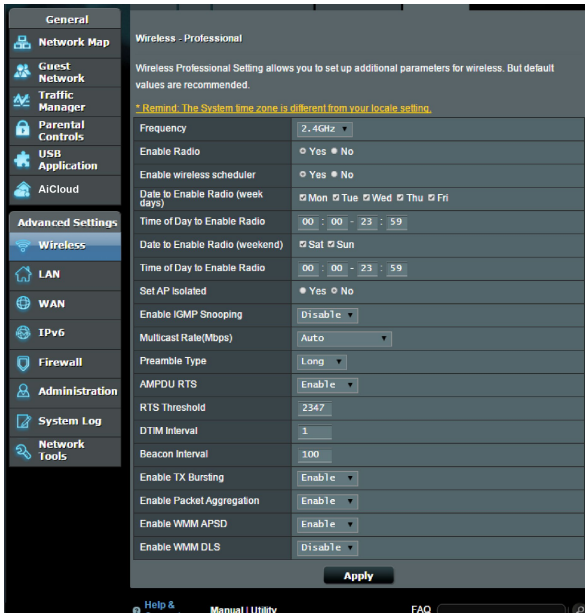 General
Network Map
Guest
Network
Traffic
Manager
Parental
Controls
USB
Application
AiCloud
Advanced Settings
Wireless
LAN
WAN
IPv6
Firewall
Administration
System Log
Network
Tools
Wireless - Professional
Wireless Professional Setting allows you to set up additional parameters for wireless. But default
values are recommended.
* Remind: The System time zone is different from your locale setting.
Frequency 2.4GHz
Enable Radio Yes No
Enable wireless scheduler Yes No
Date to Enable Radio (week
days) Mon Tue Wed Thu Fri
Time of Day to Enable Radio 00 : 00 - 23 : 59
Date to Enable Radio (weekend) Sat Sun
Time of Day to Enable Radio 00 : 00 - 23 : 59
Set AP Isolated Yes No
Enable IGMP Snooping Disable
Multicast Rate(Mbps) Auto
Preamble Type Long
AMPDU RTS Enable
RTS Threshold 2347
DTIM Interval 1
Beacon Interval 100
Enable TX Bursting Enable
Enable Packet Aggregation Enable
Enable WMM APSD Enable
Enable WMM DLS Disable
Apply
Help &
Manual | Utility
FAQ